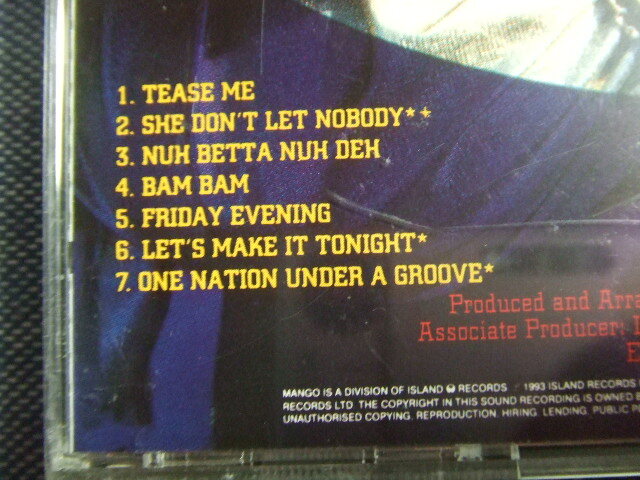 1. TEASE ME
2. SHE DON'T LET NOBODY*+
3. NUH BETTA NUH DEH
4. BAM BAM
5. FRIDAY EVENING
6. LET'S MAKE IT TONIGHT*
7. ONE NATION UNDER A GROOVE*
Produced and Arr
Associate Producer:
E
MANGO IS A DIVISION OF ISLAND RECORDS 1993 ISLAND RECORDS
RECORDS LTD. THE COPYRIGHT IN THIS SOUND RECORDING IS OWNED B
UNAUTHORISED COPYING, REPRODUCTION, HIRING, LENDING, PUBLIC P